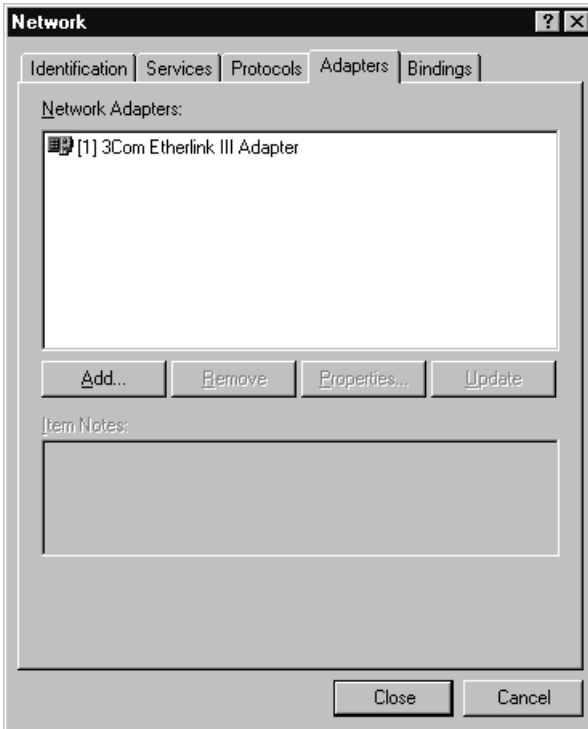 Network
Identification Services Protocols Adapters Bindings
Network Adapters:
[1] 3Com Etherlink III Adapter
Add... Remove Properties... Update
Item Notes:
Close Cancel